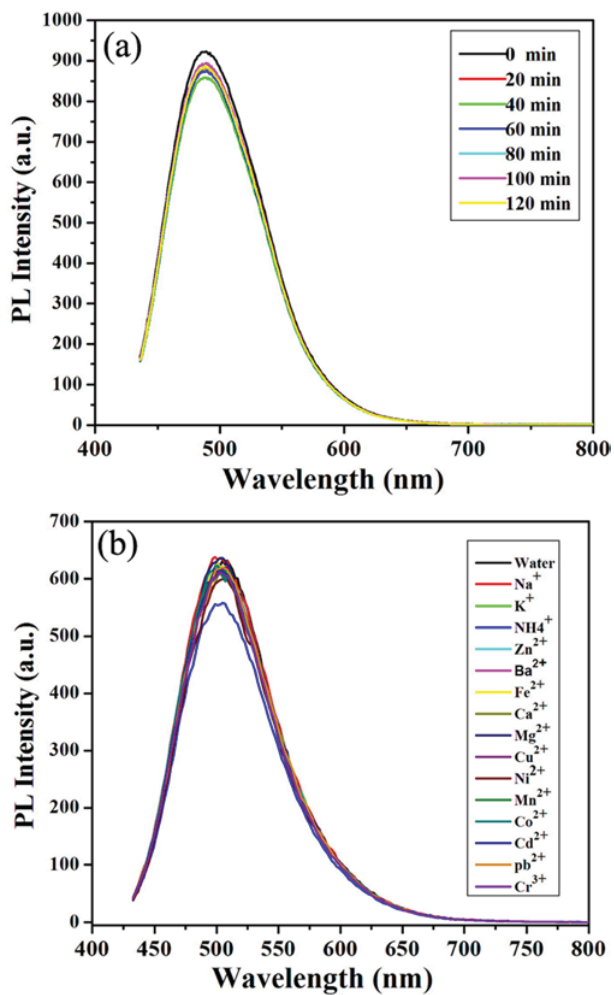 (a)
1000
900
800
700
600
500
400
300
200
100
0
PL Intensity (a.u.)
0 min
20 min
40 min
60 min
80 min
100 min
120 min
400 500 600 700 800
Wavelength (nm)
(b)
700
600
500
400
300
200
100
0
PL Intensity (a.u.)
Water
Na⁺
K⁺
NH4⁺
Zn²⁺
Ba²⁺
Fe²⁺
Ca²⁺
Mg²⁺
Cu²⁺
Ni²⁺
Mn²⁺
Co²⁺
Cd²⁺
pb²⁺
Cr³⁺
400 450 500 550 600 650 700 750 800
Wavelength (nm)